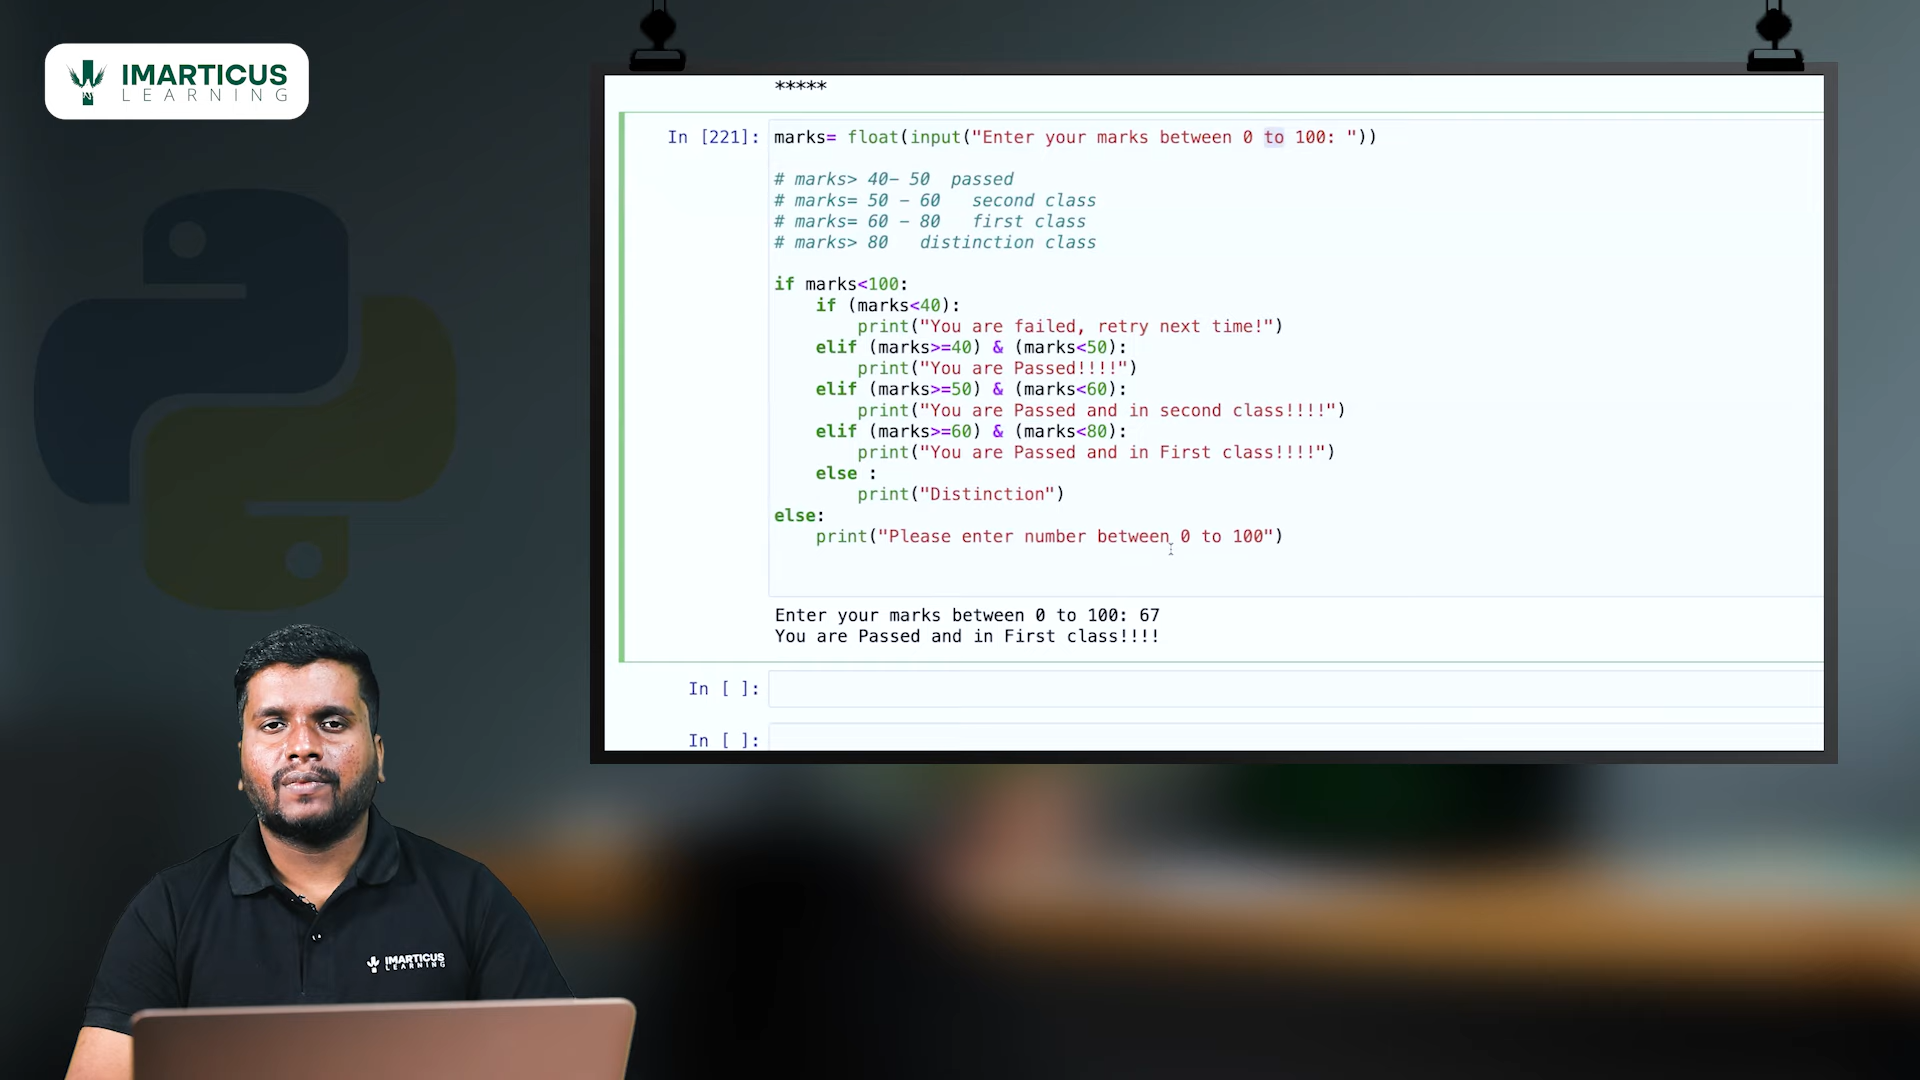 IMARTICUS
LEARNING
*****
In [221]: marks= float(input("Enter your marks between 0 to 100: "))
# marks> 40- 50  passed
# marks= 50 - 60   second class
# marks= 60 - 80   first class
# marks> 80   distinction class
if marks<100:
    if (marks<40):
        print("You are failed, retry next time!")
    elif (marks>=40) & (marks<50):
        print("You are Passed!!!!")
    elif (marks>=50) & (marks<60):
        print("You are Passed and in second class!!!!")
    elif (marks>=60) & (marks<80):
        print("You are Passed and in First class!!!!")
    else :
        print("Distinction")
else:
    print("Please enter number between 0 to 100")
Enter your marks between 0 to 100: 67
You are Passed and in First class!!!!
In [ ]:
In [ ]:
IMARTICUS
LEARNING